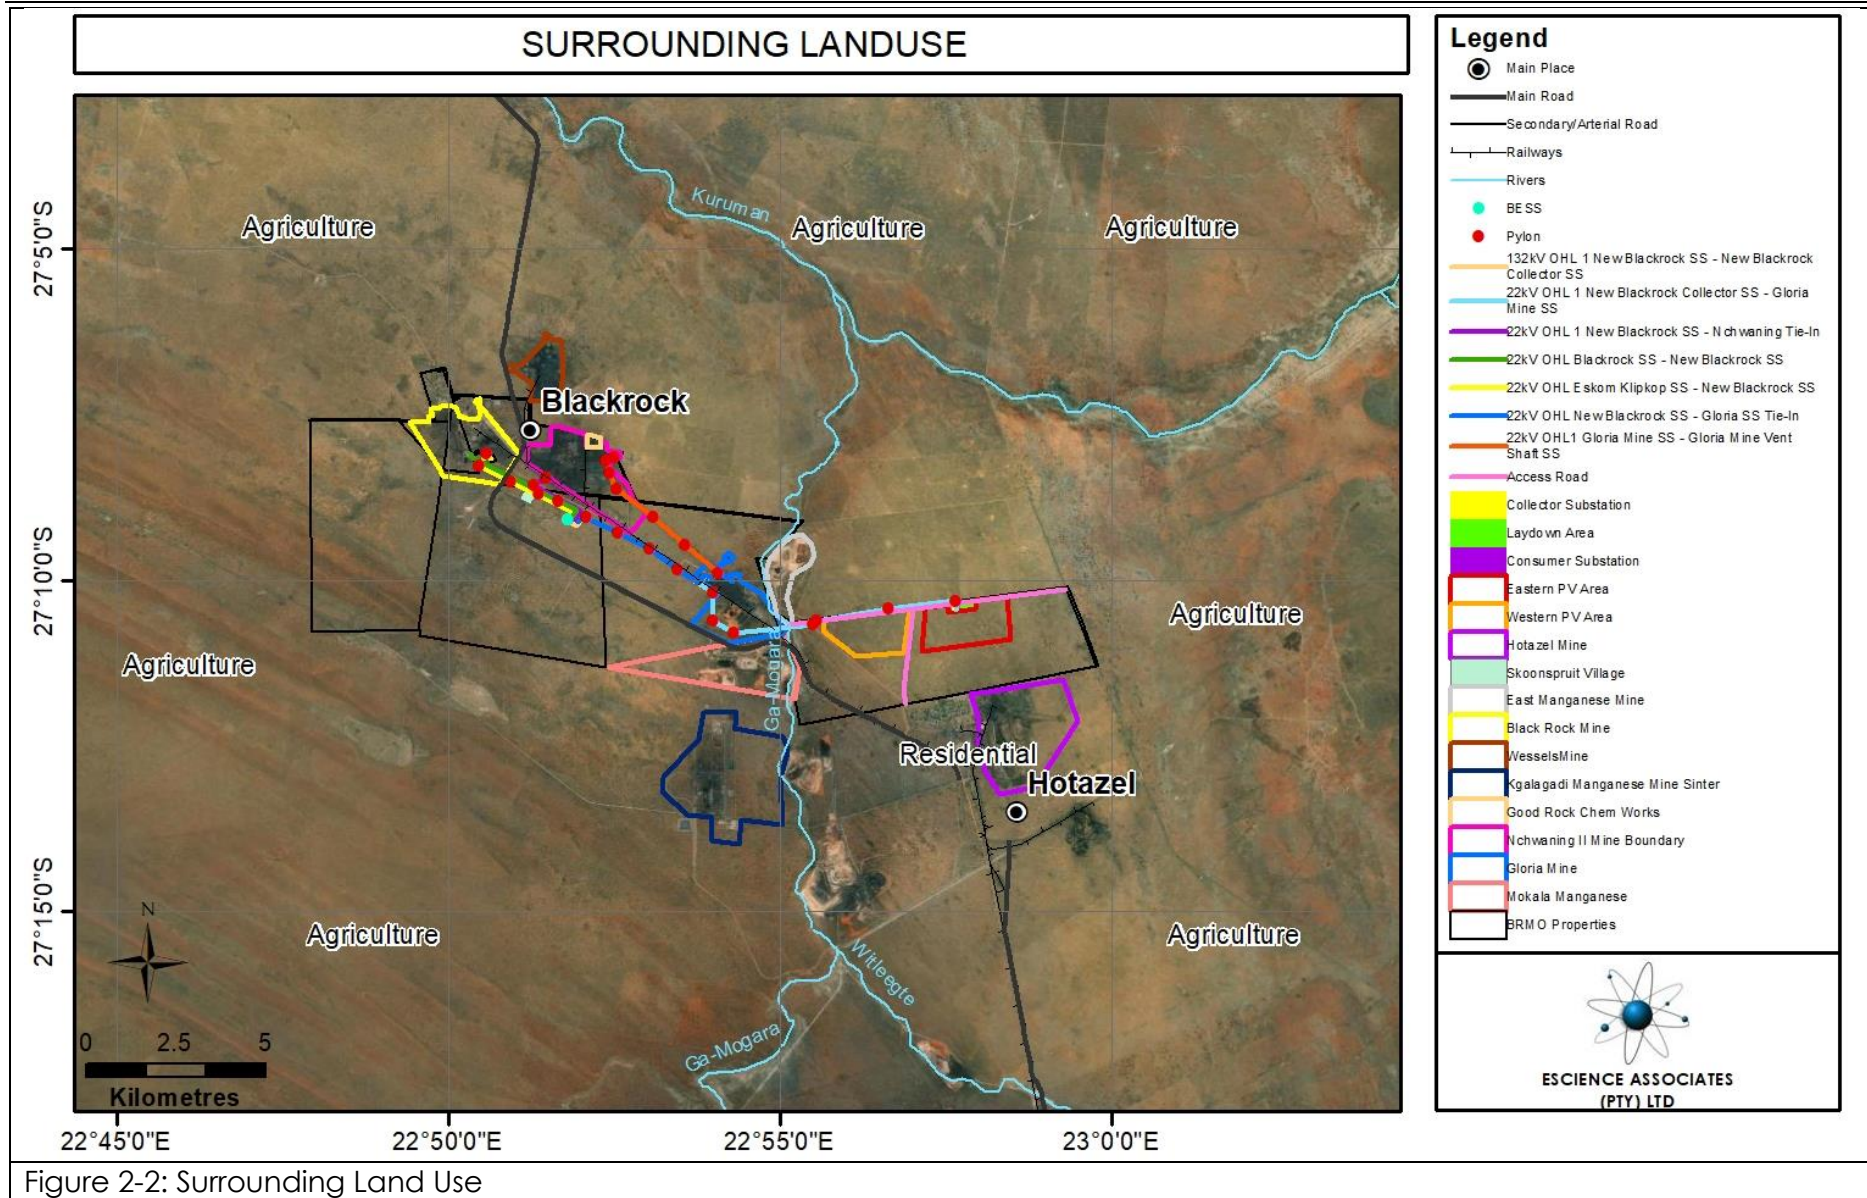 SURROUNDING LANDUSE
Kuruman
Agriculture
Agriculture
Agriculture
Blackrock
Agriculture
Agriculture
Ga-Mogara
Residential
Hotazel
Agriculture
Agriculture
Witleegte
Ga-Mogara
N
0 2.5 5
Kilometres
27°5'0"S
27°10'0"S
27°15'0"S
22°45'0"E
22°50'0"E
22°55'0"E
23°0'0"E
Legend
Main Place
Main Road
Secondary/Arterial Road
Railways
Rivers
BESS
Pylon
132kV OHL 1 New Blackrock SS - New Blackrock
Collector SS
22kV OHL 1 New Blackrock Collector SS - Gloria
Mine SS
22kV OHL 1 New Blackrock SS - Nchwaning Tie-In
22kV OHL Blackrock SS - New Blackrock SS
22kV OHL Eskom Klipkop SS - New Blackrock SS
22kV OHL New Blackrock SS - Gloria SS Tie-In
22kV OHL1 Gloria Mine SS - Gloria Mine Vent
Shaft SS
Access Road
Collector Substation
Laydown Area
Consumer Substation
Eastern PV Area
Western PV Area
Hotazel Mine
Skoonspruit Village
East Manganese Mine
Black Rock Mine
WesselsMine
Kgalagadi Manganese Mine Sinter
Good Rock Chem Works
Nchwaning II Mine Boundary
Gloria Mine
Mokala Manganese
BRMO Properties
ESCIENCE ASSOCIATES
(PTY) LTD
Figure 2-2: Surrounding Land Use